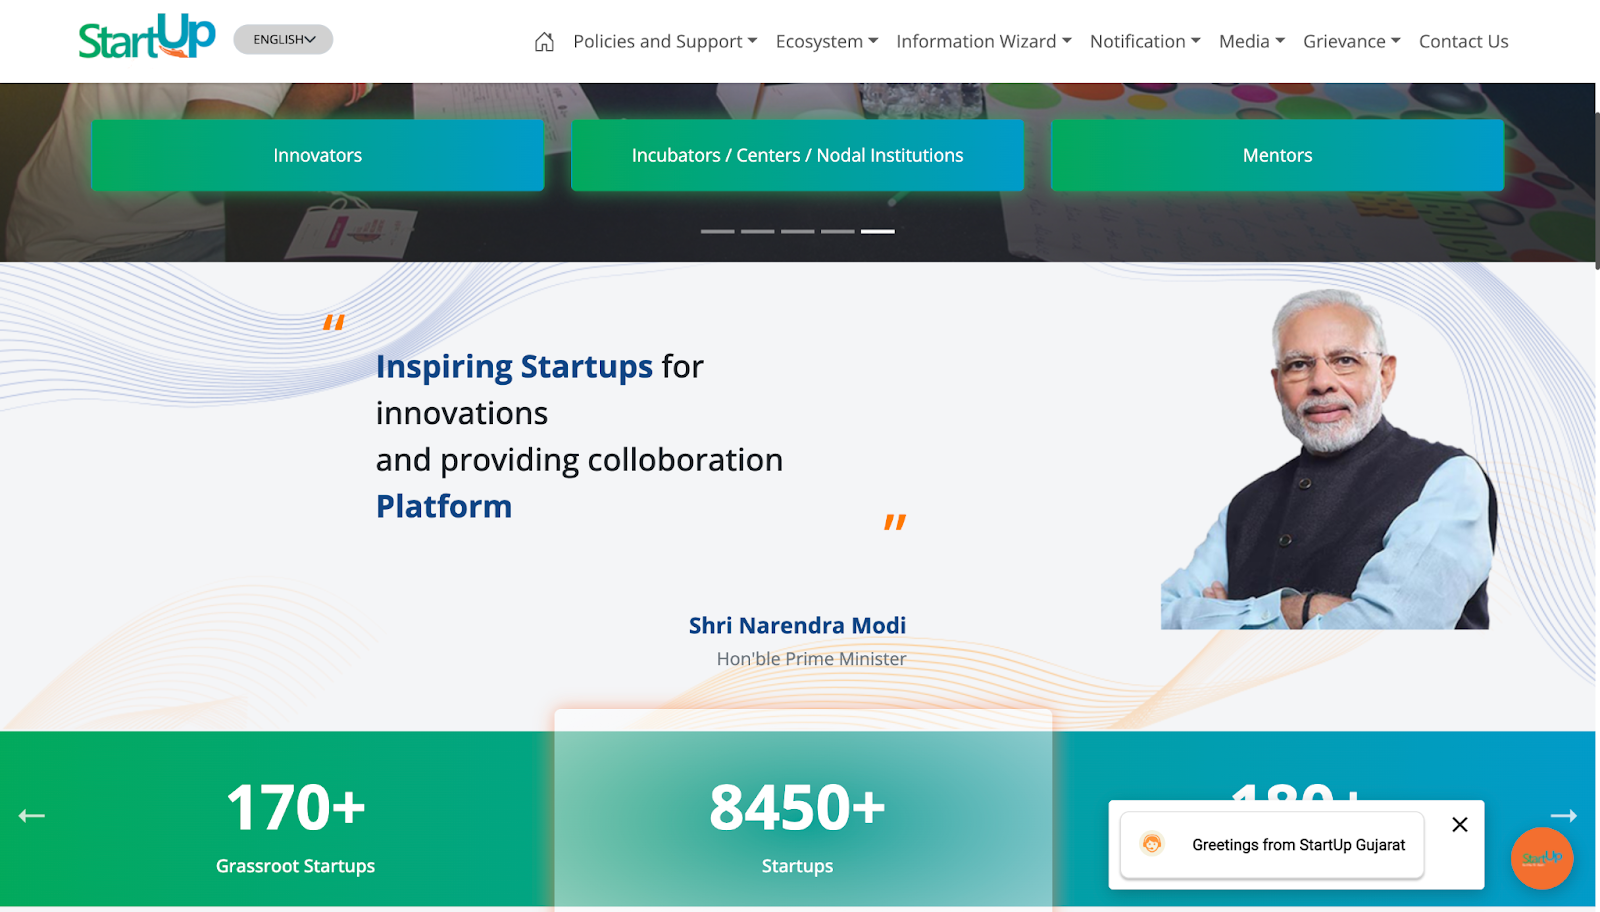 StartUp
ENGLISH
Policies and Support
Ecosystem
Information Wizard
Notification
Media
Grievance
Contact Us
Innovators
Incubators / Centers / Nodal Institutions
Mentors
"
Inspiring Startups for
innovations
and providing colloboration
Platform
"
Shri Narendra Modi
Hon'ble Prime Minister
170+
Grassroot Startups
8450+
Startups
180+
Greetings from StartUp Gujarat
StartUp